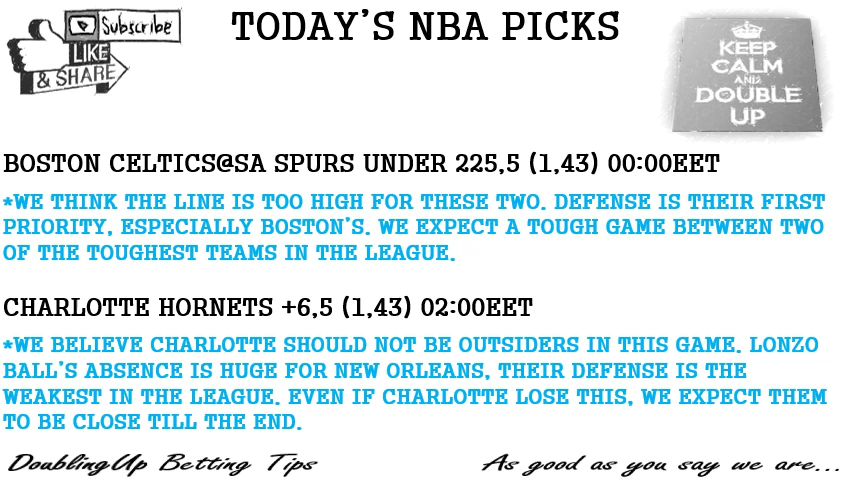 Subscribe
LIKE
& SHARE
TODAY'S NBA PICKS
KEEP
CALM
AND
DOUBLE
UP
BOSTON CELTICS@SA SPURS UNDER 225,5 (1,43) 00:00EET
*WE THINK THE LINE IS TOO HIGH FOR THESE TWO. DEFENSE IS THEIR FIRST
PRIORITY, ESPECIALLY BOSTON'S. WE EXPECT A TOUGH GAME BETWEEN TWO
OF THE TOUGHEST TEAMS IN THE LEAGUE.
CHARLOTTE HORNETS +6,5 (1,43) 02:00EET
*WE BELIEVE CHARLOTTE SHOULD NOT BE OUTSIDERS IN THIS GAME. LONZO
BALL'S ABSENCE IS HUGE FOR NEW ORLEANS, THEIR DEFENSE IS THE
WEAKEST IN THE LEAGUE. EVEN IF CHARLOTTE LOSE THIS, WE EXPECT THEM
TO BE CLOSE TILL THE END.
DoublingUp Betting Tips
As good as you say we are...